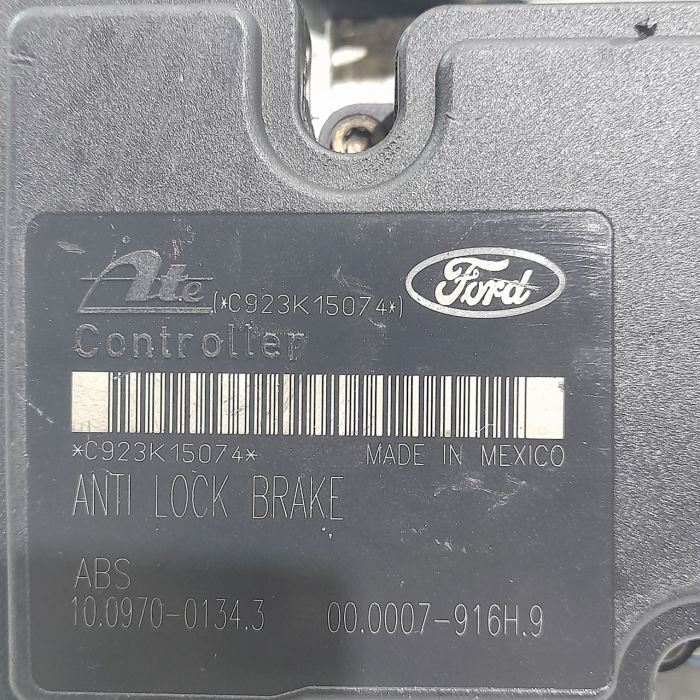 Ate (*C923K15074*) Ford
Controller
*C923K15074* MADE IN MEXICO
ANTI LOCK BRAKE
ABS
10.0970-0134.3 00.0007-916H.9